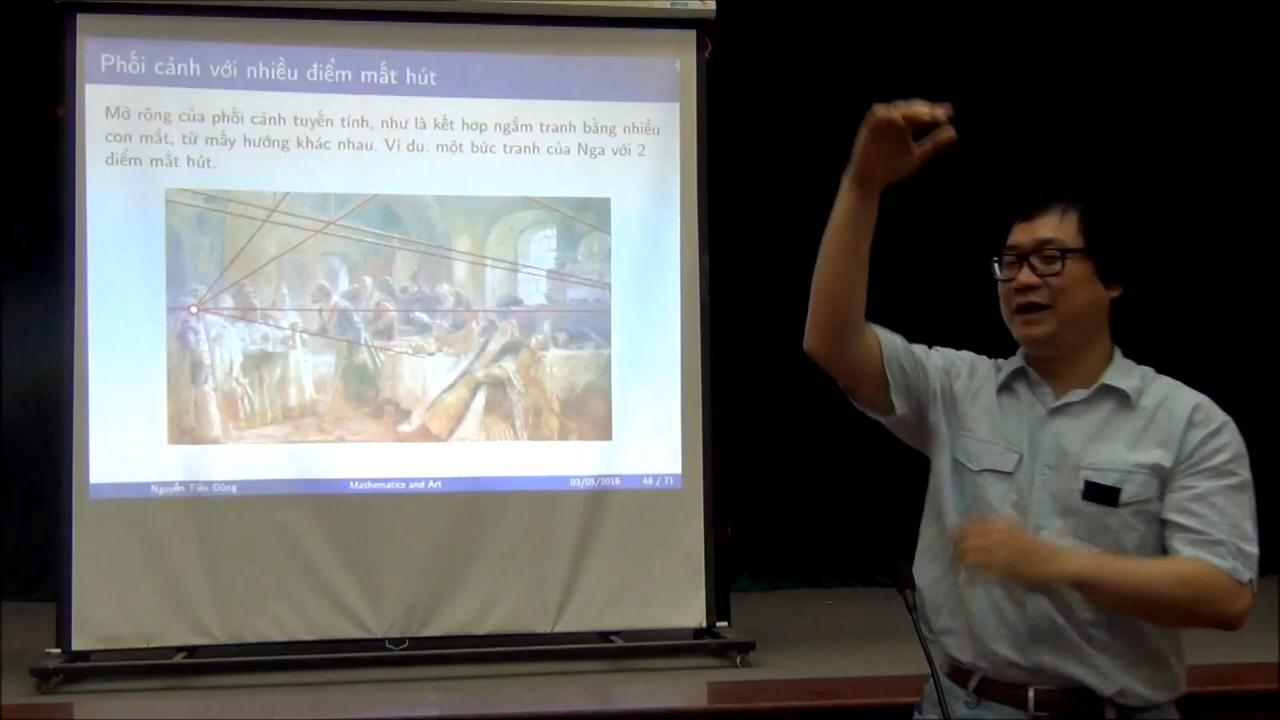 Phối cảnh với nhiều điểm mất hút
Mở rộng của phối cảnh tuyến tính, như là kết hợp ngắm tranh bằng nhiều
con mắt, từ mấy hướng khác nhau. Ví dụ: một bức tranh của Nga với 2
điểm mất hút.
Nguyễn Tiến Dũng Mathematics and Art 03/05/2016 48 / 71